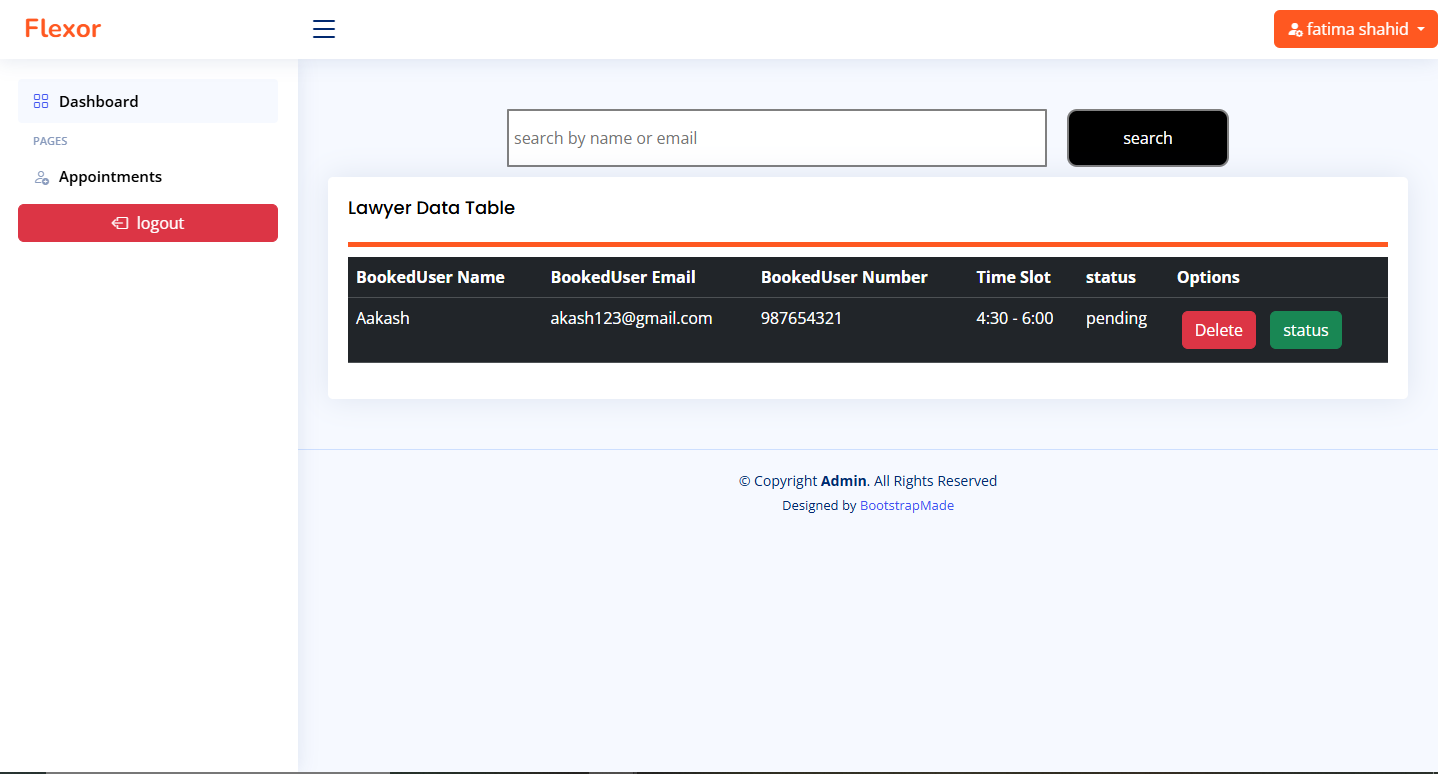 Flexor
fatima shahid
Dashboard
PAGES
Appointments
logout
search by name or email
search
Lawyer Data Table
BookedUser Name BookedUser Email BookedUser Number Time Slot status Options
Aakash akash123@gmail.com 987654321 4:30 - 6:00 pending Delete status
© Copyright Admin. All Rights Reserved
Designed by BootstrapMade